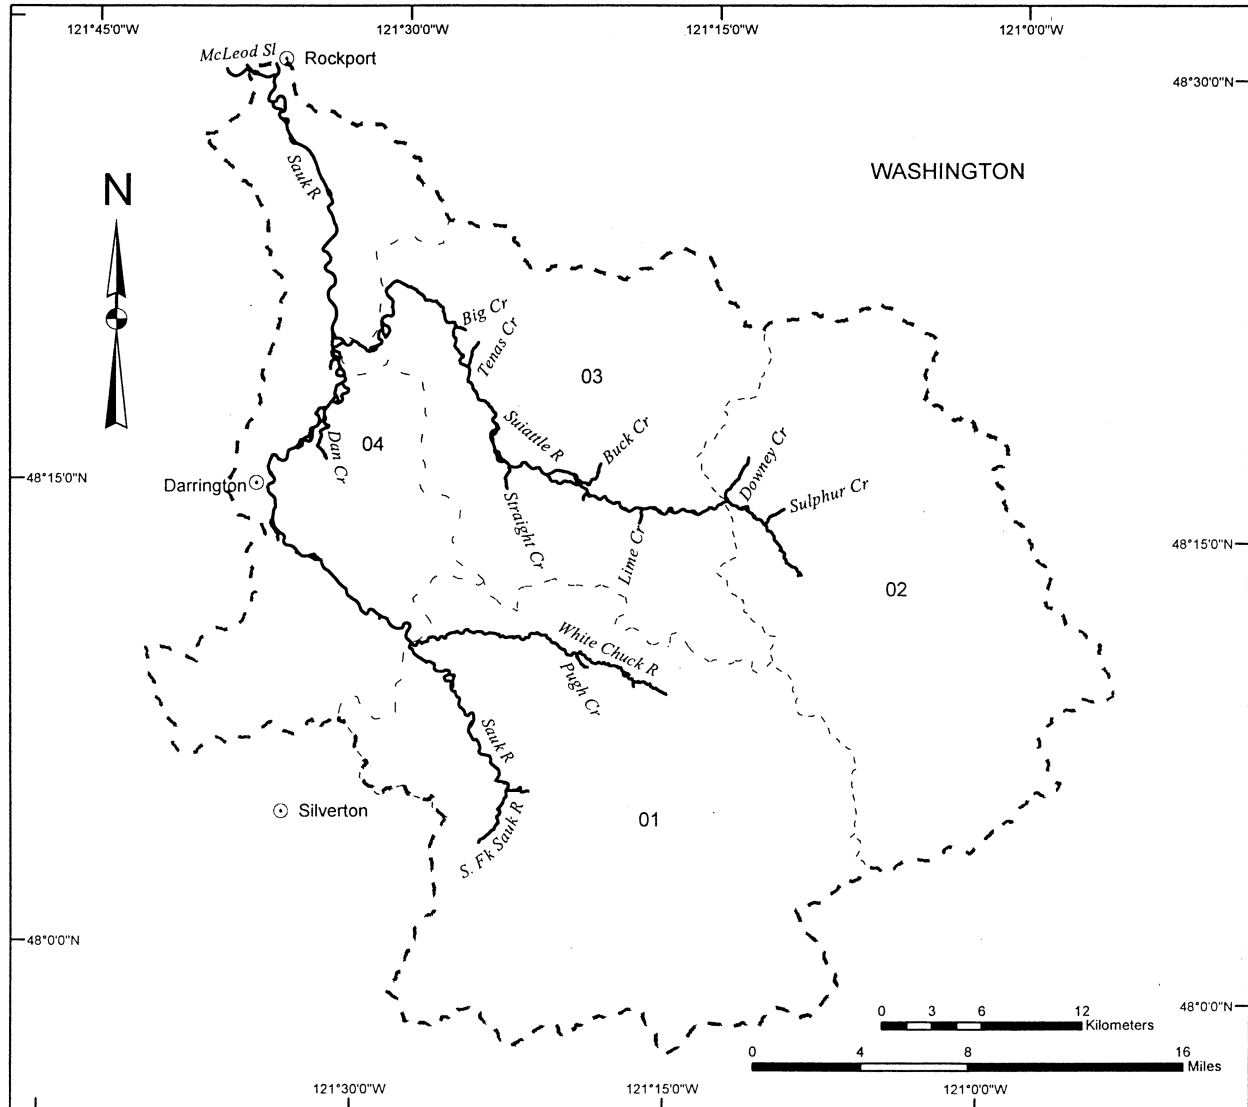 121°45'0"W
121°30'0"W
121°15'0"W
121°0'0"W
McLeod Sl
Rockport
48°30'0"N
WASHINGTON
N
Sauk R
Big Cr
Tenas Cr
03
Suiattle R
Buck Cr
04
Dan Cr
Downey Cr
48°15'0"N
Darrington
Sulphur Cr
Straight Cr
Lime Cr
48°15'0"N
02
White Chuck R
Pugh Cr
Sauk R
Silverton
01
S. Fk Sauk R
48°0'0"N
48°0'0"N
0 3 6 12
Kilometers
0 4 8 16
Miles
121°30'0"W
121°15'0"W
121°0'0"W